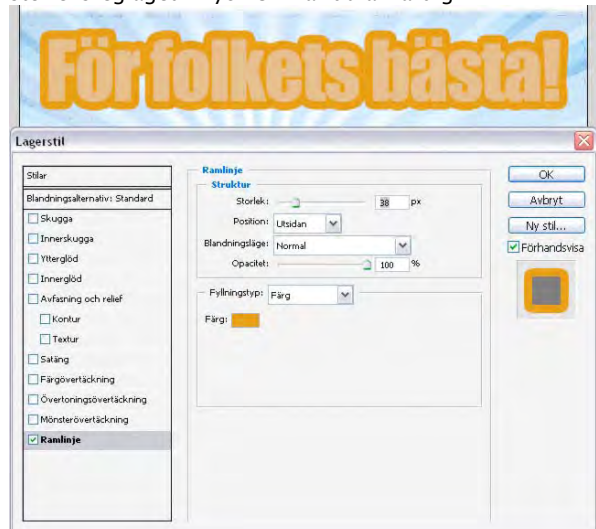 För folkets bästa!
Lagerstil
Stilar
Blandningsalternativ: Standard
Skugga
Innerskugga
Ytterglöd
Innerglöd
Avfasning och relief
Kontur
Textur
Satäng
Färgövertäckning
Övertoningsövertäckning
Mönsterövertäckning
Ramlinje
Ramlinje
Struktur
Storlek: 38 px
Position: Utsidan
Blandningsläge: Normal
Opacitet: 100 %
Fyllningstyp: Färg
Färg:
OK
Avbryt
Ny stil...
Förhandsvisa